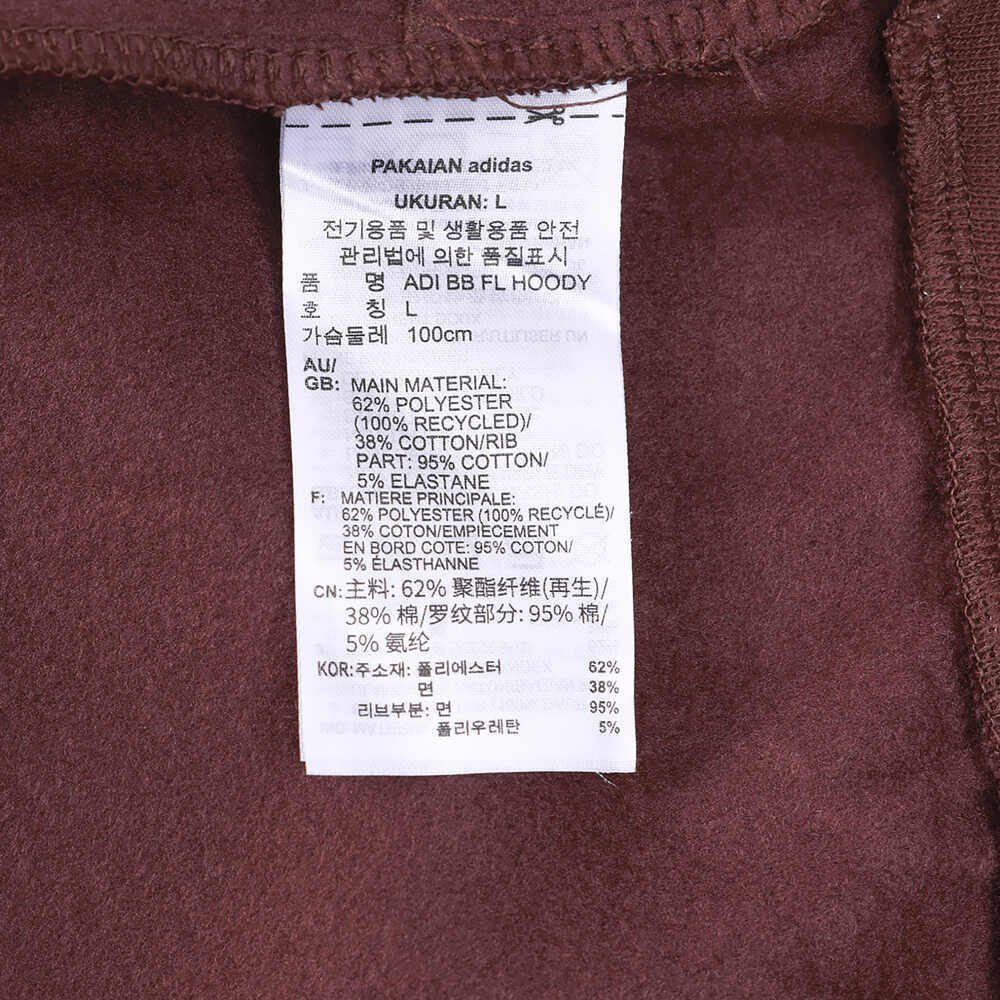 PAKAIAN adidas
UKURAN: L
전기용품 및 생활용품 안전
관리법에 의한 품질표시
품 명 ADI BB FL HOODY
호 칭 L
가슴둘레 100cm
AU/
GB: MAIN MATERIAL:
62% POLYESTER
(100% RECYCLED)/
38% COTTON/RIB
PART: 95% COTTON/
5% ELASTANE
F: MATIERE PRINCIPALE:
62% POLYESTER (100% RECYCLÉ)/
38% COTON/EMPIECEMENT
EN BORD COTE: 95% COTON/
5% ÉLASTHANNE
CN: 主料: 62% 聚酯纤维(再生)/
38% 棉/罗纹部分: 95% 棉/
5% 氨纶
KOR: 주소재: 폴리에스터 62%
면 38%
리브부분: 면 95%
폴리우레탄 5%